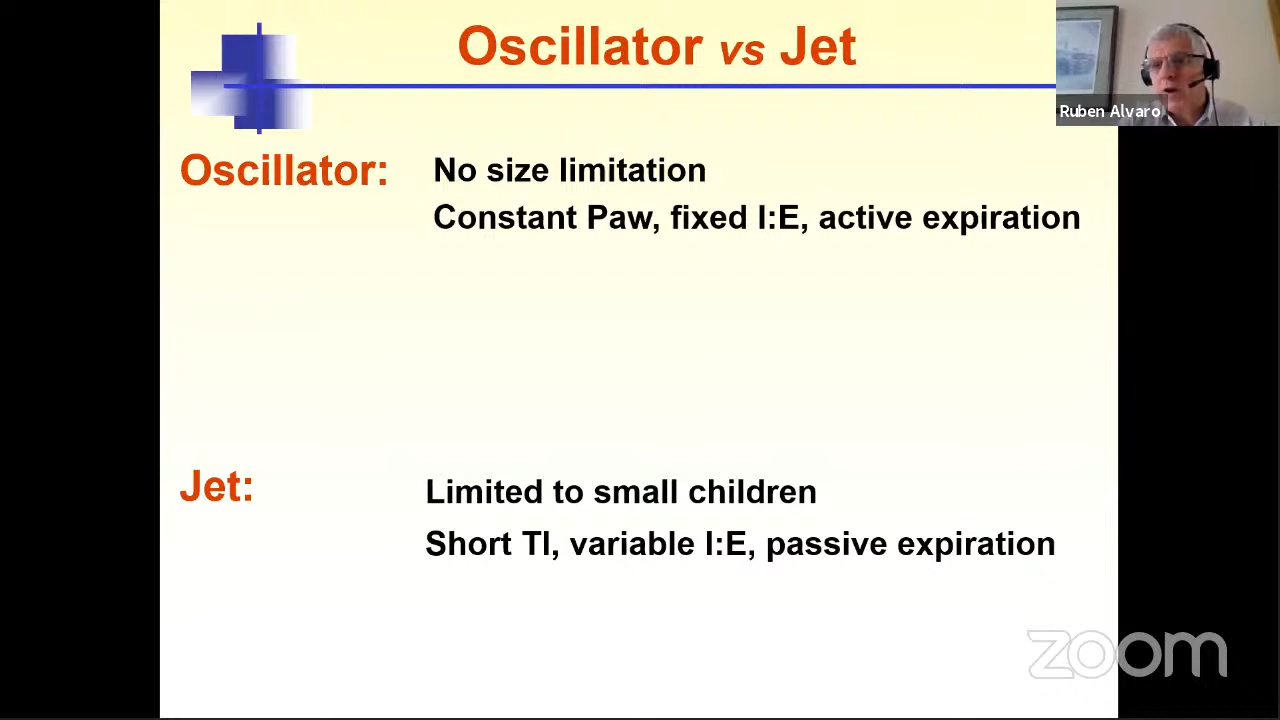 Oscillator vs Jet
Ruben Alvaro
Oscillator:
No size limitation
Constant Paw, fixed I:E, active expiration
Jet:
Limited to small children
Short TI, variable I:E, passive expiration
zoom